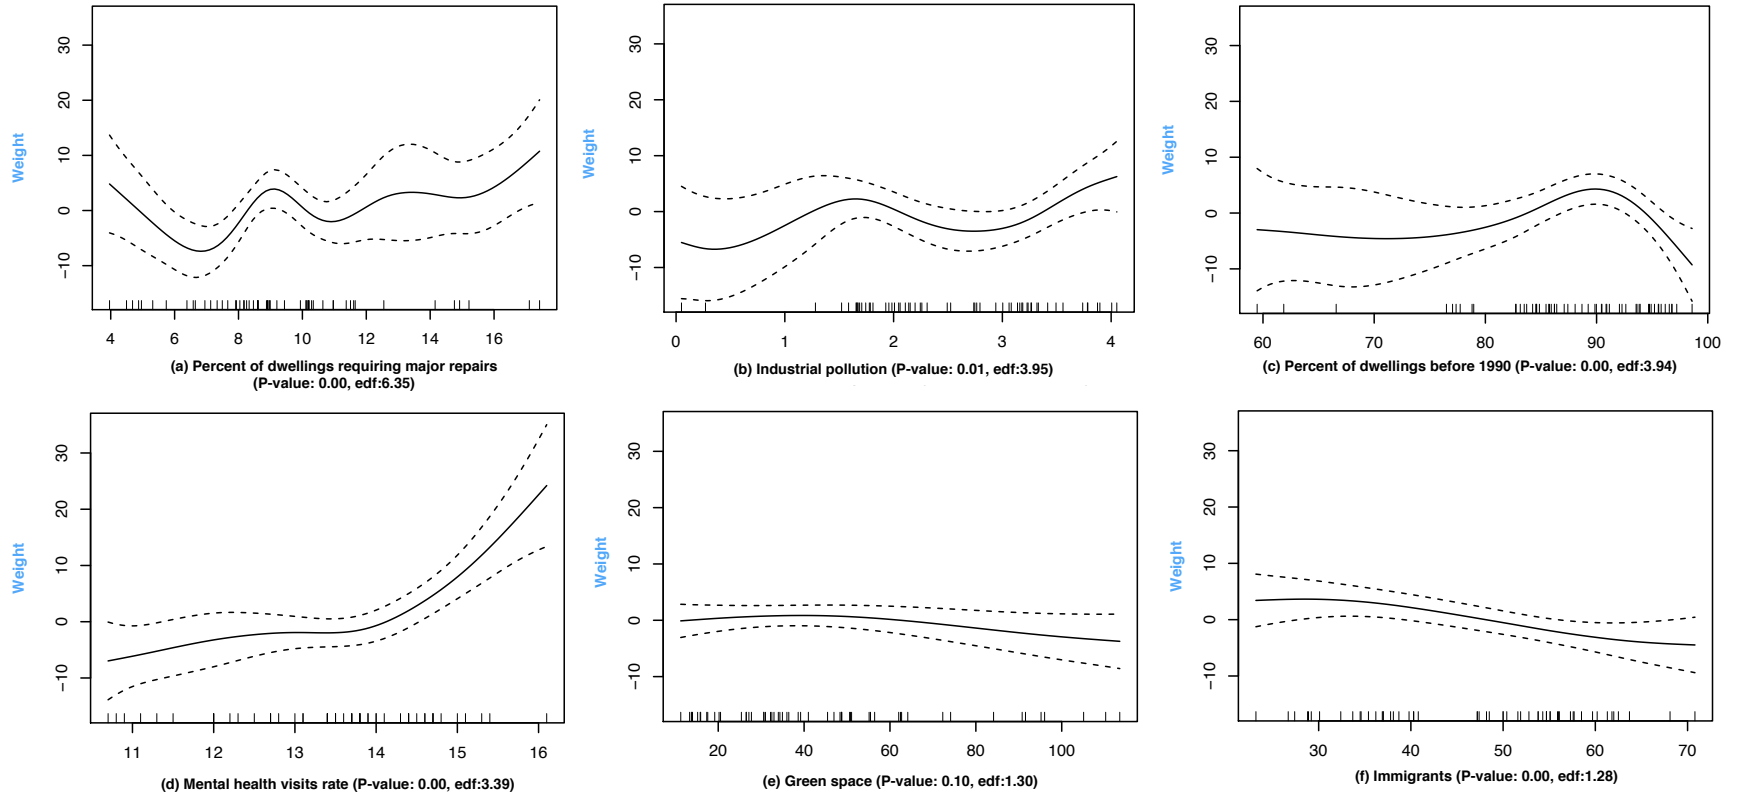 Weight
30
20
10
0
−10
4 6 8 10 12 14 16
(a) Percent of dwellings requiring major repairs
(P-value: 0.00, edf:6.35)
Weight
30
20
10
0
−10
0 1 2 3 4
(b) Industrial pollution (P-value: 0.01, edf:3.95)
Weight
30
20
10
0
−10
60 70 80 90 100
(c) Percent of dwellings before 1990 (P-value: 0.00, edf:3.94)
Weight
30
20
10
0
−10
11 12 13 14 15 16
(d) Mental health visits rate (P-value: 0.00, edf:3.39)
Weight
30
20
10
0
−10
20 40 60 80 100
(e) Green space (P-value: 0.10, edf:1.30)
Weight
30
20
10
0
−10
30 40 50 60 70
(f) Immigrants (P-value: 0.00, edf:1.28)